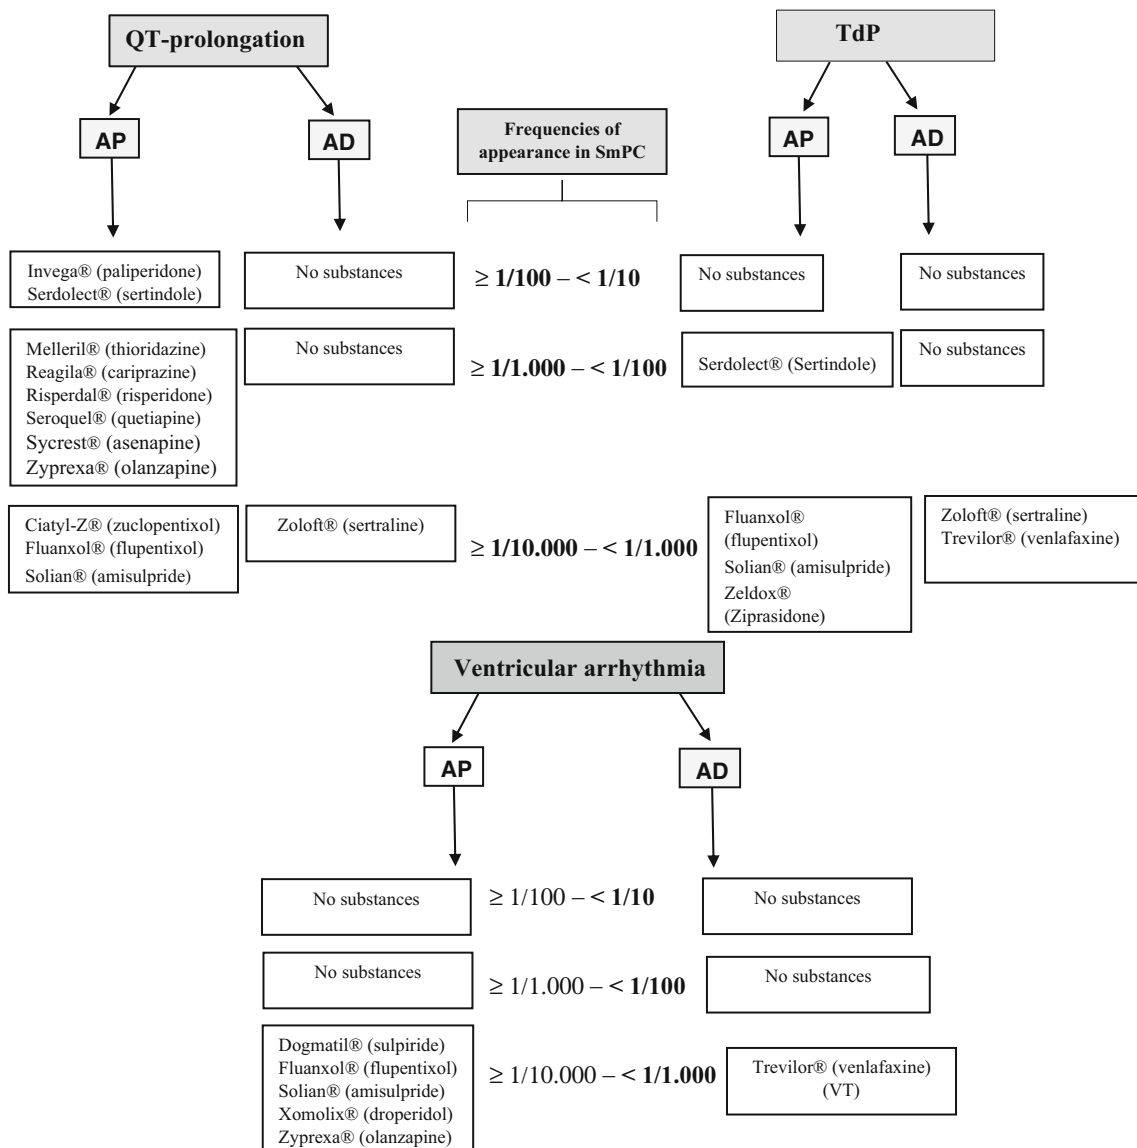 QT-prolongation
TdP
AP
AD
Frequencies of
appearance in SmPC
AP
AD
Invega® (paliperidone)
Serdolect® (sertindole)
No substances
≥ 1/100 – < 1/10
No substances
No substances
Melleril® (thioridazine)
Reagila® (cariprazine)
Risperdal® (risperidone)
Seroquel® (quetiapine)
Sycrest® (asenapine)
Zyprexa® (olanzapine)
No substances
≥ 1/1.000 – < 1/100
Serdolect® (Sertindole)
No substances
Ciatyl-Z® (zuclopentixol)
Fluanxol® (flupentixol)
Solian® (amisulpride)
Zoloft® (sertraline)
≥ 1/10.000 – < 1/1.000
Fluanxol®
(flupentixol)
Solian® (amisulpride)
Zeldox®
(Ziprasidone)
Zoloft® (sertraline)
Trevilor® (venlafaxine)
Ventricular arrhythmia
AP
AD
No substances
≥ 1/100 – < 1/10
No substances
No substances
≥ 1/1.000 – < 1/100
No substances
Dogmatil® (sulpiride)
Fluanxol® (flupentixol)
Solian® (amisulpride)
Xomolix® (droperidol)
Zyprexa® (olanzapine)
≥ 1/10.000 – < 1/1.000
Trevilor® (venlafaxine)
(VT)